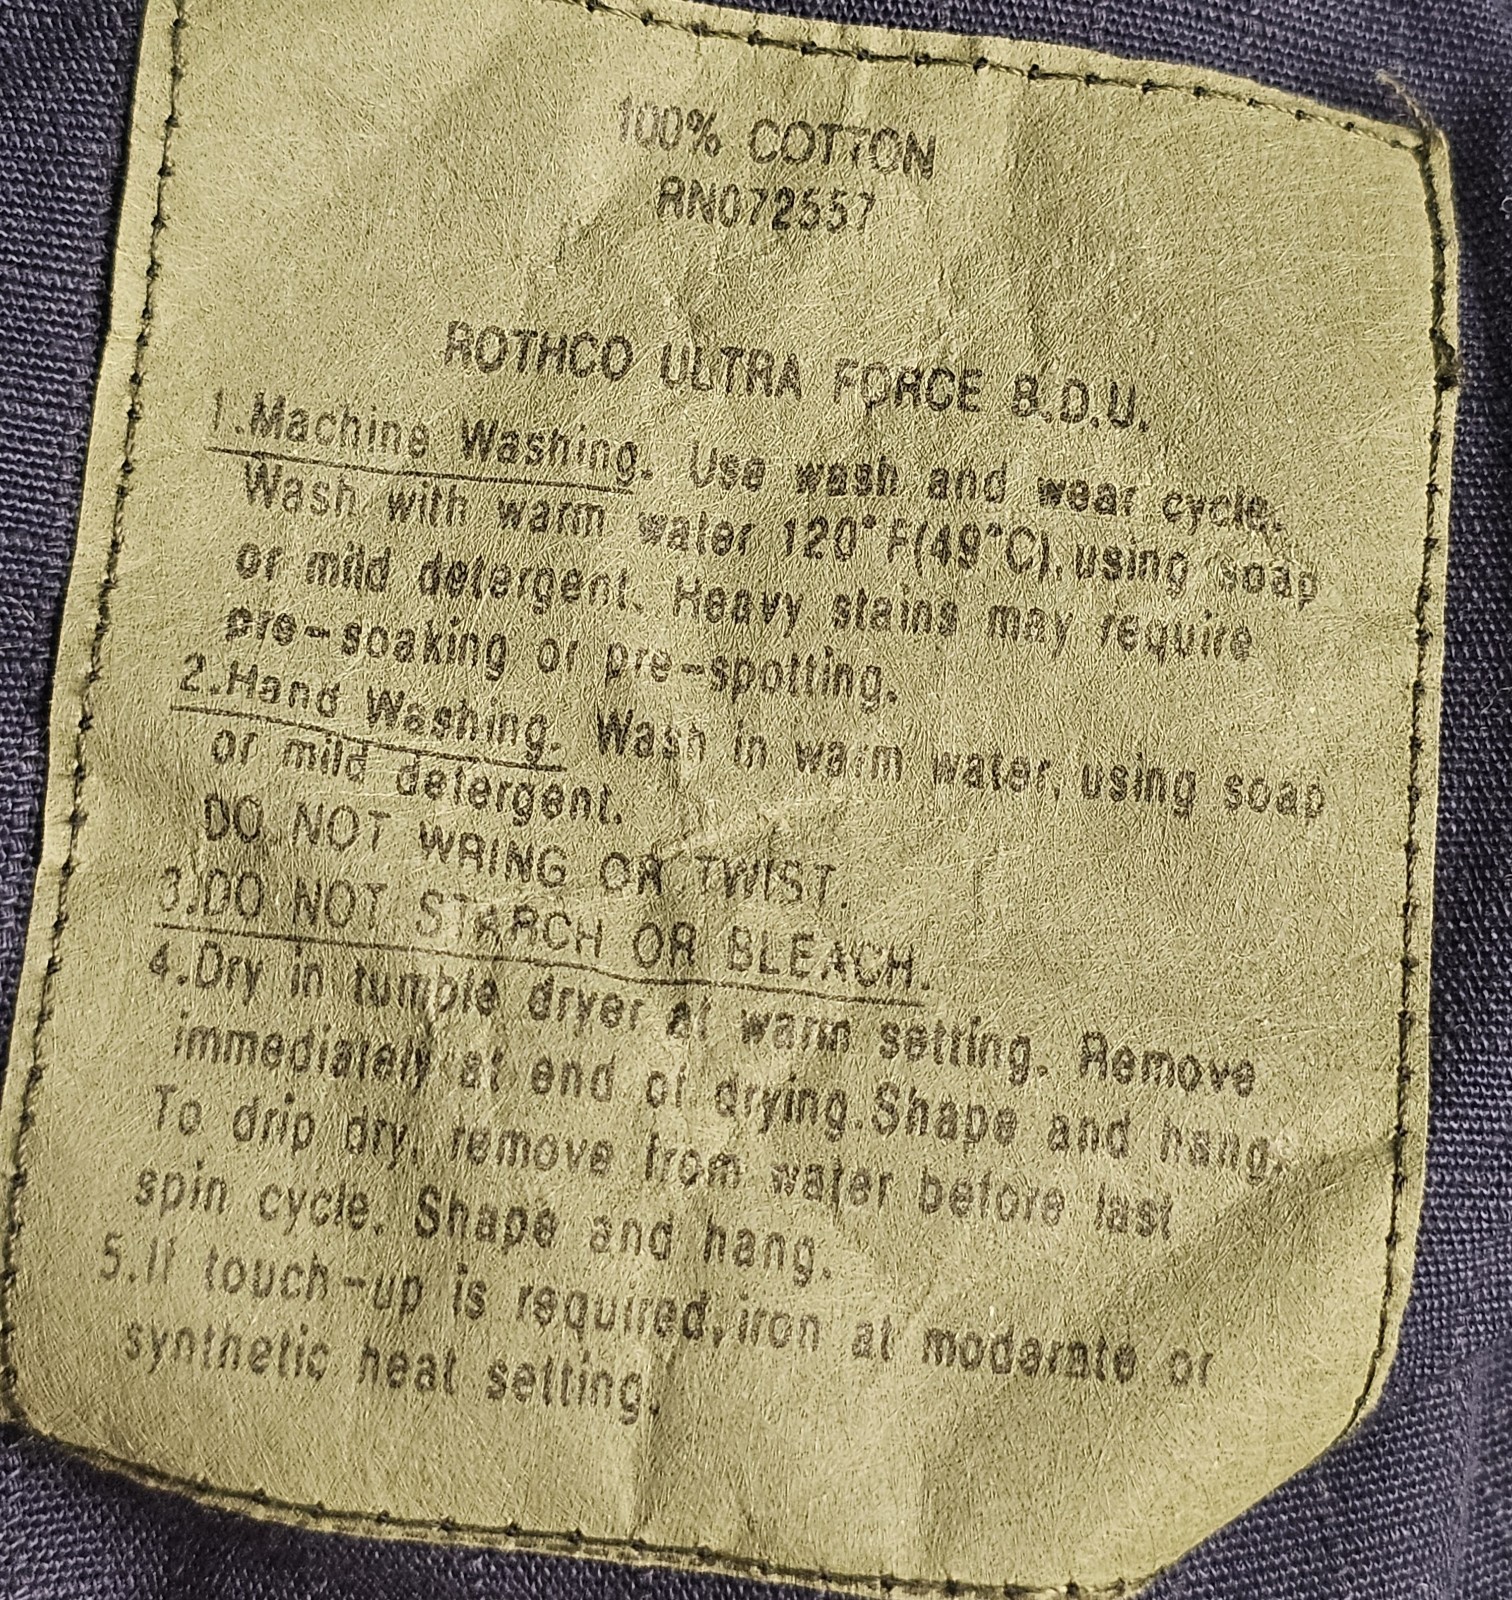 100% COTTON
RN072557
ROTHCO ULTRA FORCE B.D.U.
1.Machine Washing. Use wash and wear cycle.
Wash with warm water 120°F(49°C),using soap
or mild detergent. Heavy stains may require
pre-soaking or pre-spotting.
2.Hand Washing. Wash in warm water, using soap
or mild detergent.
DO NOT WRING OR TWIST.
3.DO NOT STARCH OR BLEACH.
4.Dry in tumble dryer at warm setting. Remove
immediately at end of drying.Shape and hang.
To drip dry, remove from water before last
spin cycle. Shape and hang.
5.If touch-up is required,iron at moderate or
synthetic heat setting.